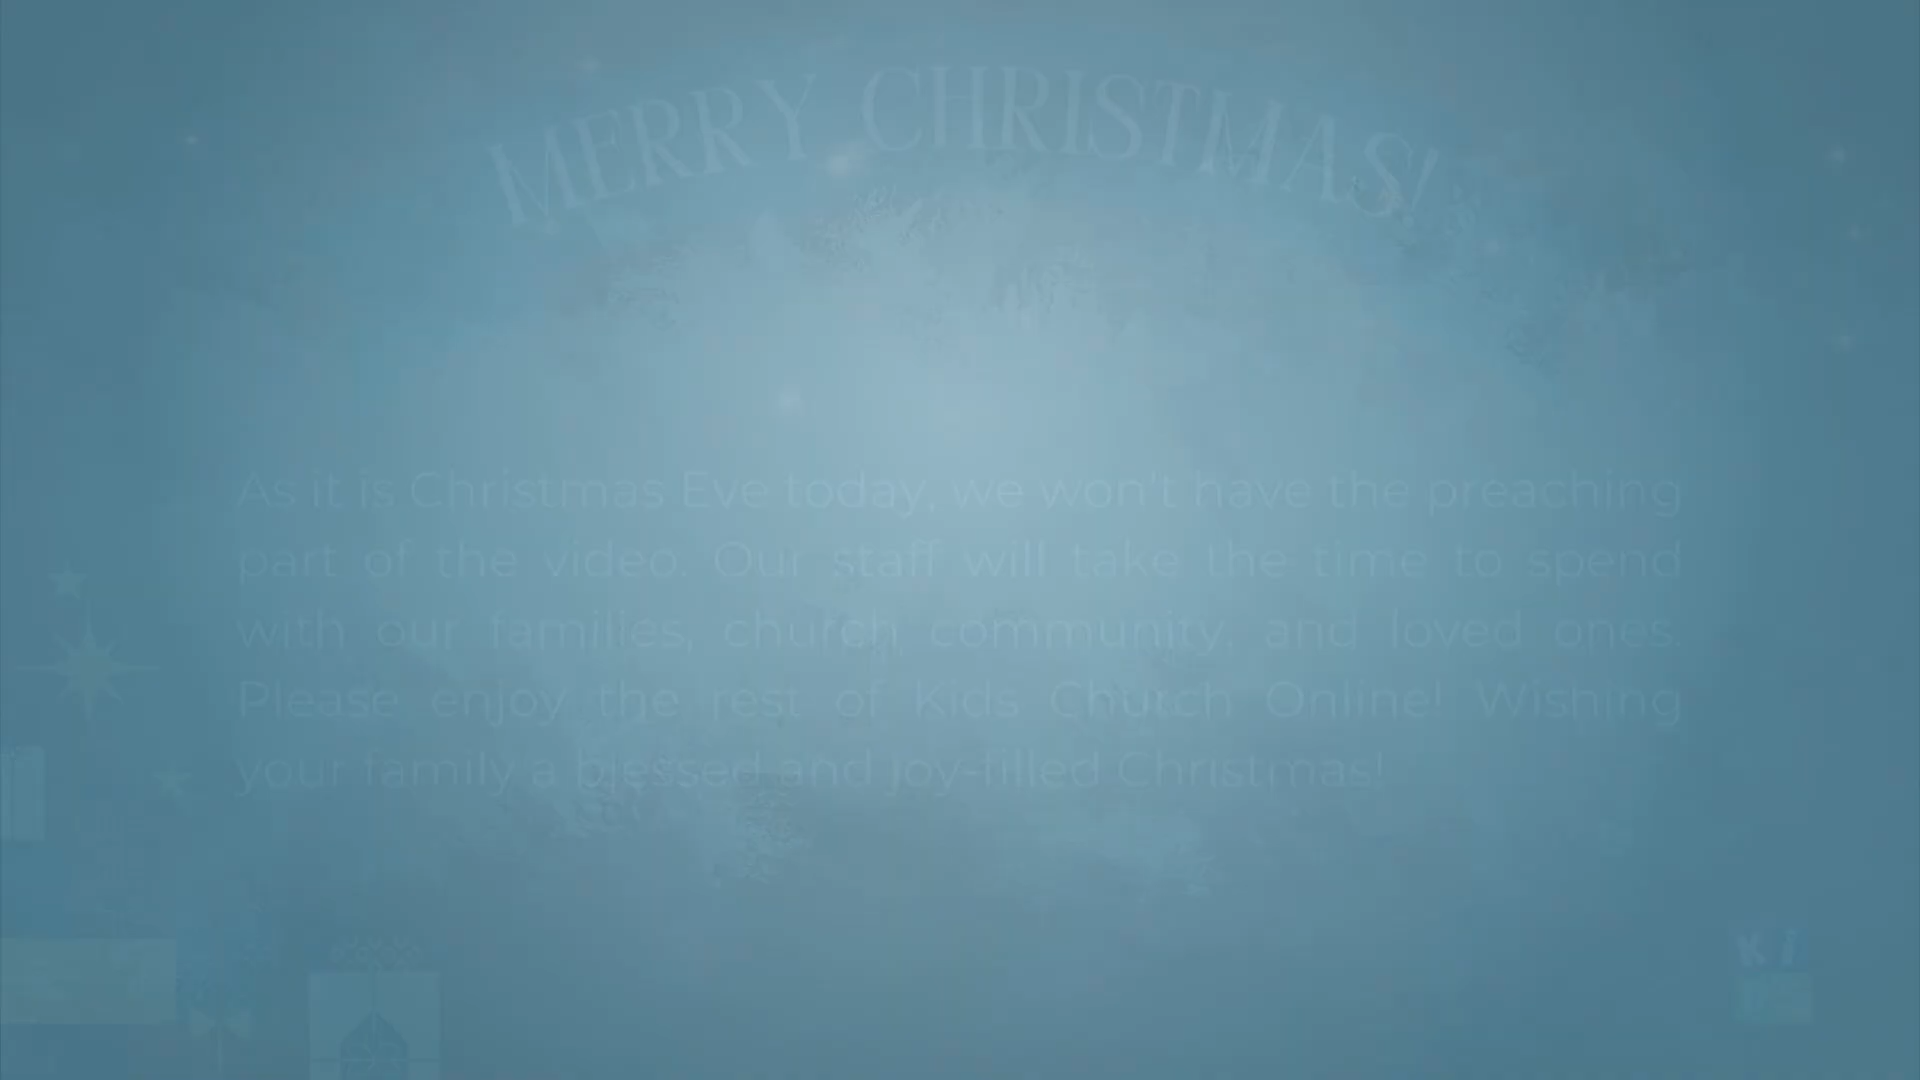 MERRY CHRISTMAS!
As it is Christmas Eve today, we won't have the preaching
part of the video. Our staff will take the time to spend
with our families, church community, and loved ones.
Please enjoy the rest of Kids Church Online! Wishing
your family a blessed and joy-filled Christmas!
Ki